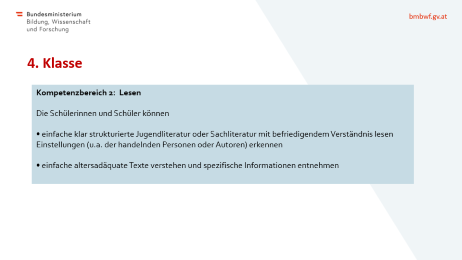 Bundesministerium
Bildung, Wissenschaft
und Forschung
bmbwf.gv.at
4. Klasse
Kompetenzbereich 2: Lesen
Die Schülerinnen und Schüler können
• einfache klar strukturierte Jugendliteratur oder Sachliteratur mit befriedigendem Verständnis lesen
Einstellungen (u.a. der handelnden Personen oder Autoren) erkennen
• einfache altersadäquate Texte verstehen und spezifische Informationen entnehmen